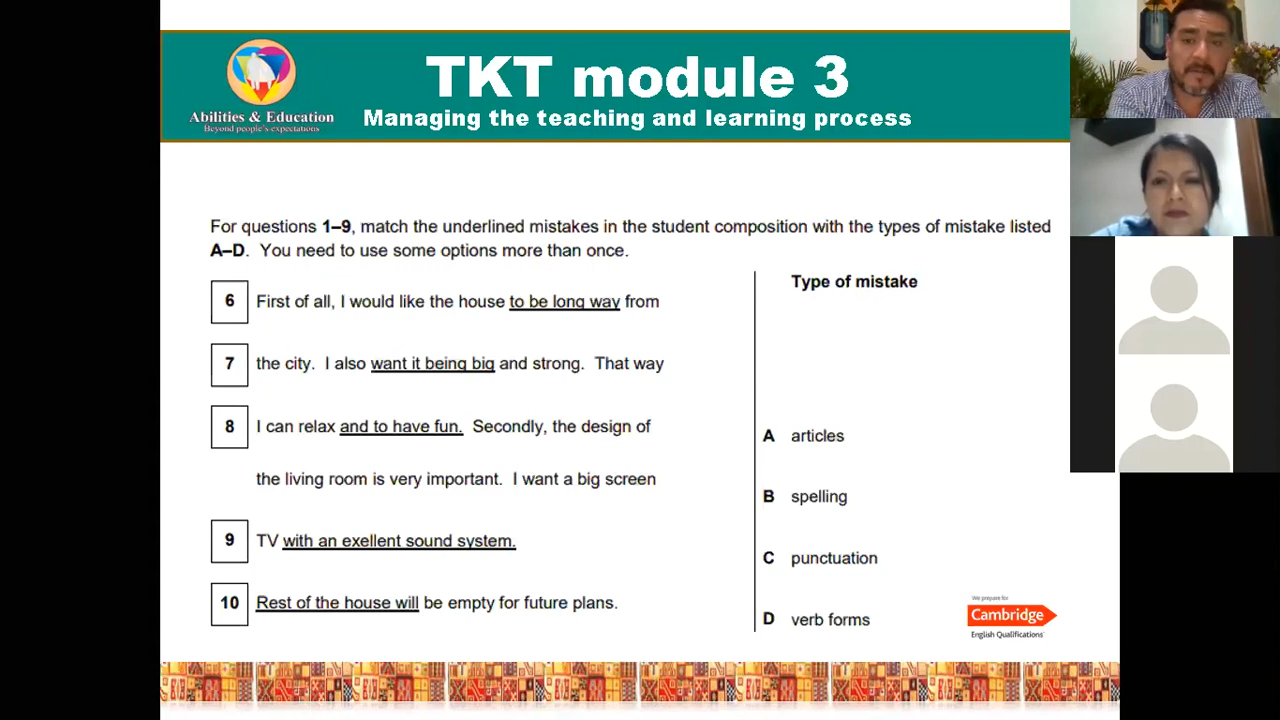 TKT module 3
Abilities & Education
Beyond people's expectations
Managing the teaching and learning process
For questions 1–9, match the underlined mistakes in the student composition with the types of mistake listed
A–D. You need to use some options more than once.
Type of mistake
6 First of all, I would like the house to be long way from
7 the city. I also want it being big and strong. That way
8 I can relax and to have fun. Secondly, the design of
the living room is very important. I want a big screen
9 TV with an exellent sound system.
10 Rest of the house will be empty for future plans.
A articles
B spelling
C punctuation
D verb forms
We prepare for
Cambridge
English Qualifications